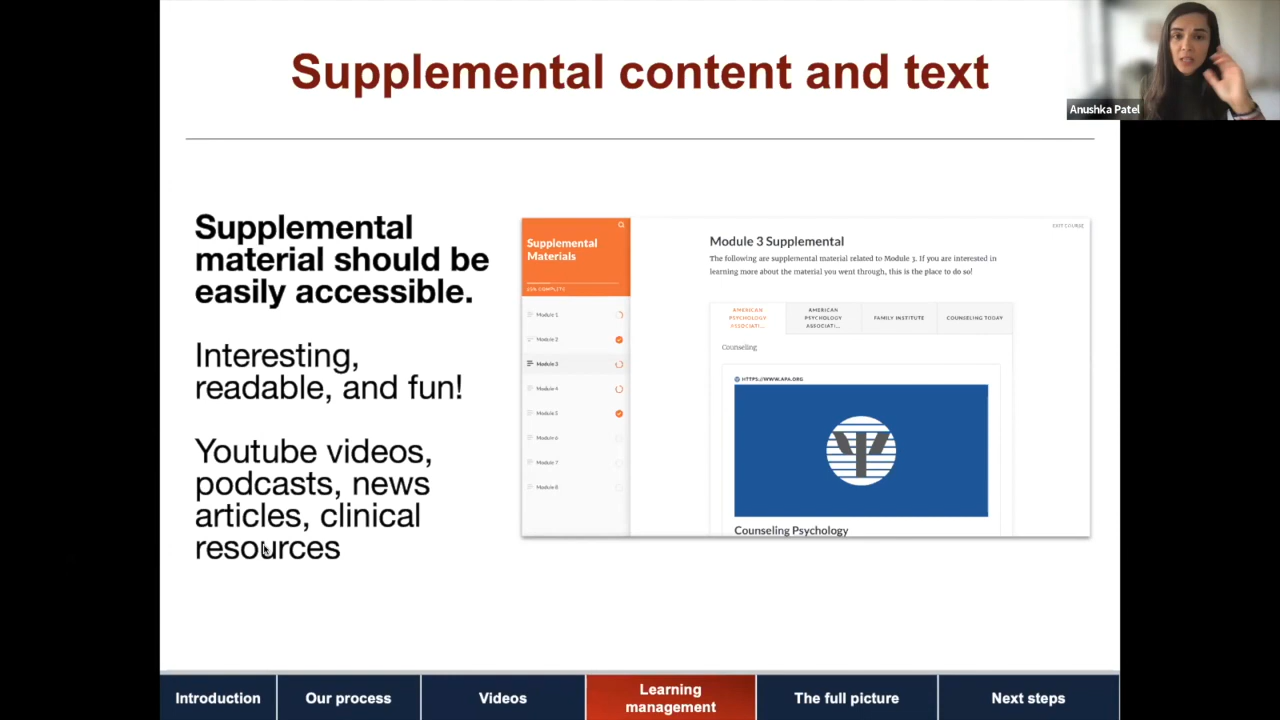 Supplemental content and text
Anushka Patel
Supplemental
material should be
easily accessible.
Interesting,
readable, and fun!
Youtube videos,
podcasts, news
articles, clinical
resources
Supplemental
Materials
COMPLETE
Module 1
Module 2
Module 3
Module 4
Module 5
Module 6
Module 7
Module 8
EXIT COURSE
Module 3 Supplemental
The following are supplemental material related to Module 3. If you are interested in
learning more about the material you went through, this is the place to do so!
AMERICAN
PSYCHOLOGY
ASSOCIATI...
AMERICAN
PSYCHOLOGY
ASSOCIATI...
FAMILY INSTITUTE
COUNSELING TODAY
Counseling
HTTPS://WWW.APA.ORG
Counseling Psychology
Introduction
Our process
Videos
Learning
management
The full picture
Next steps